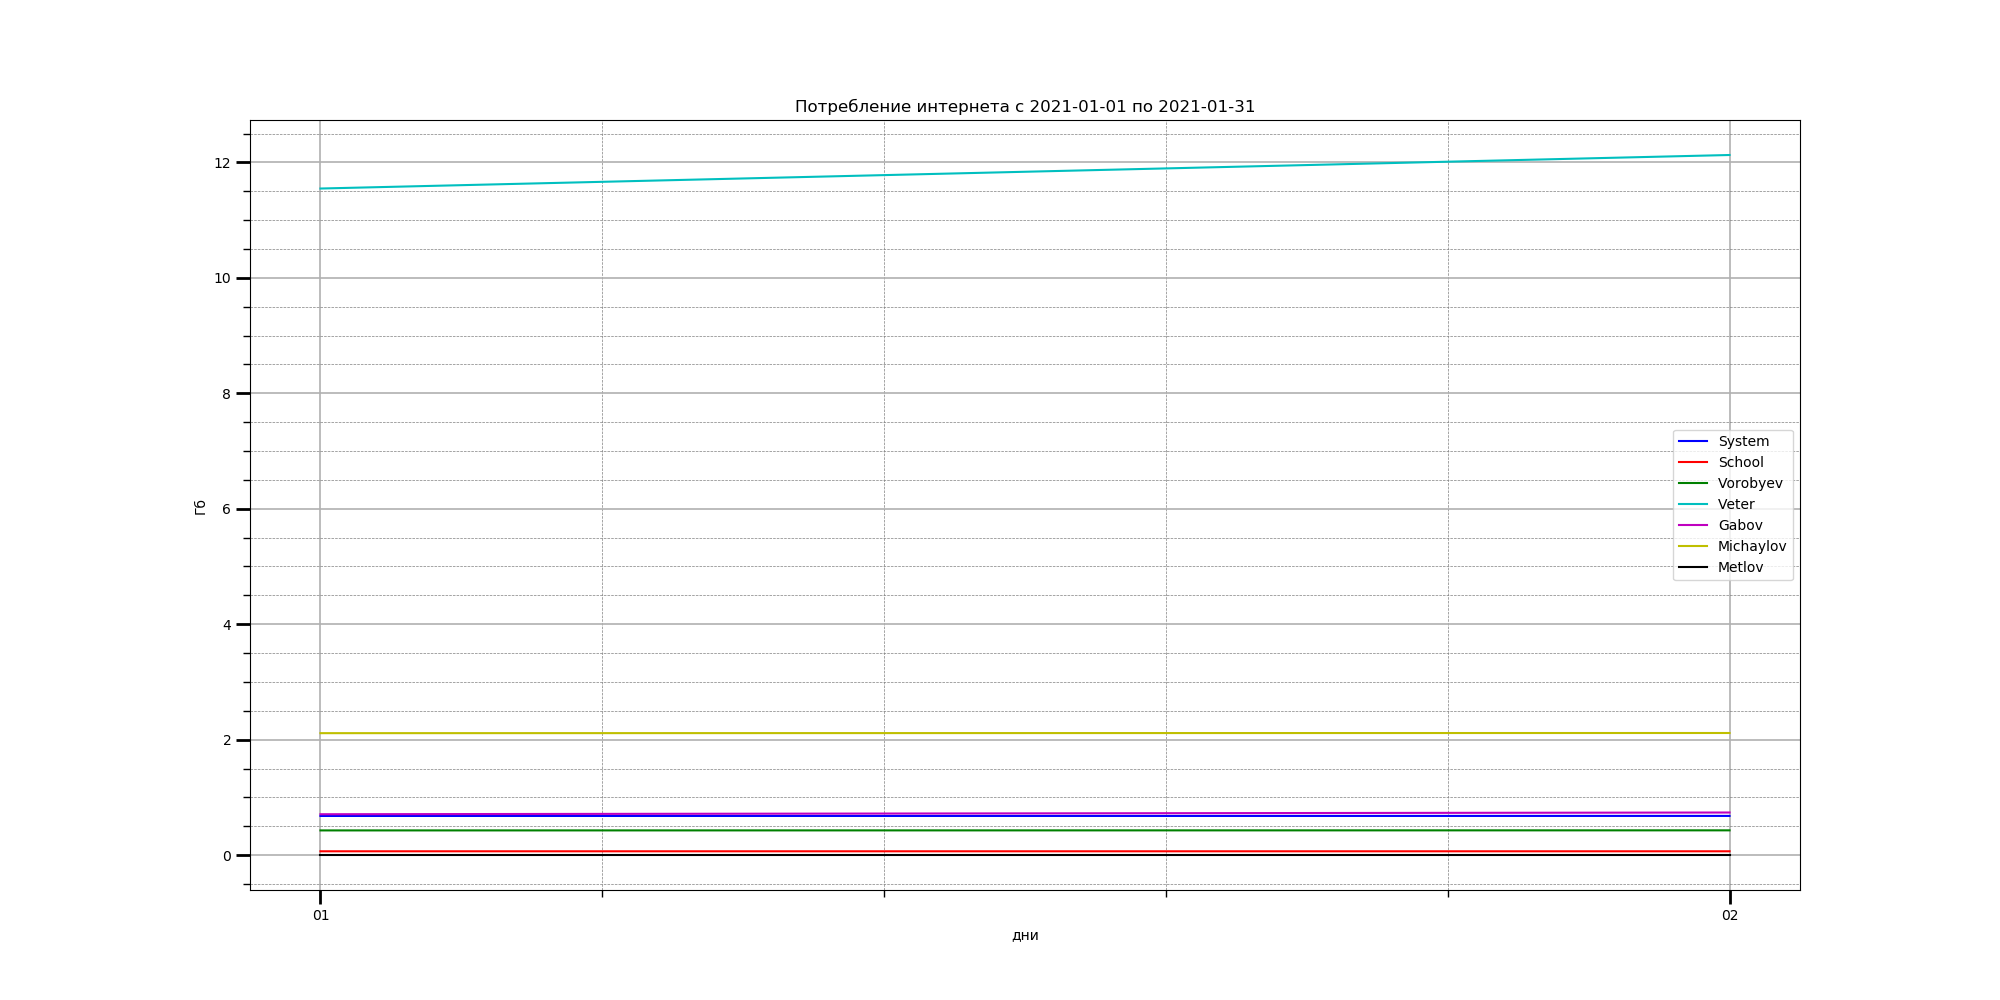 Потребление интернета с 2021-01-01 по 2021-01-31
12
10
8
6
4
2
0
Гб
System
School
Vorobyev
Veter
Gabov
Michaylov
Metlov
01
02
дни